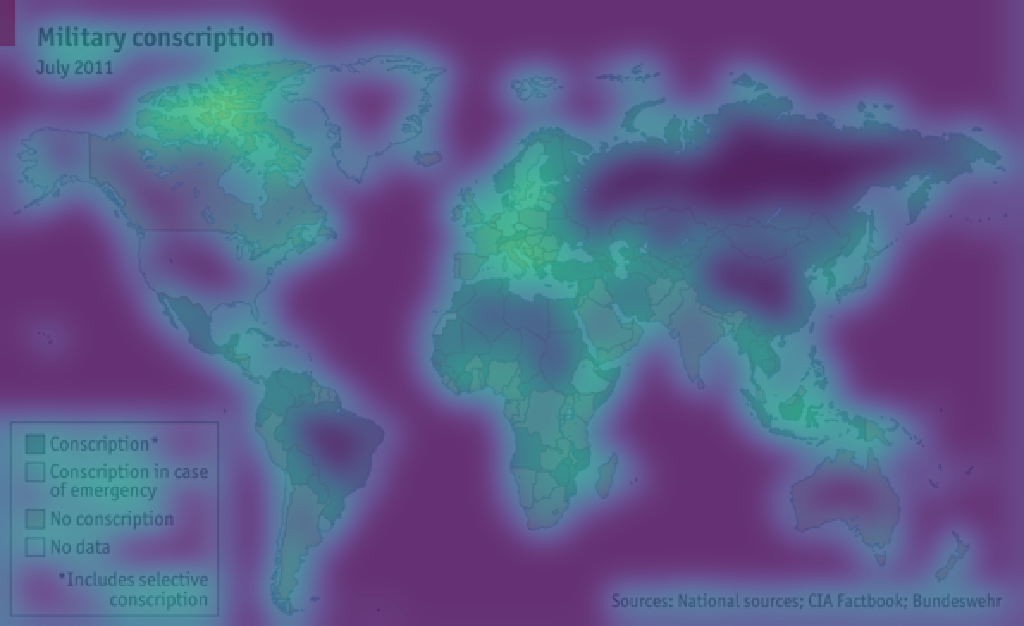 Military conscription
July 2011
Conscription*
Conscription in case
of emergency
No conscription
No data
*Includes selective
conscription
Sources: National sources; CIA Factbook; Bundeswehr